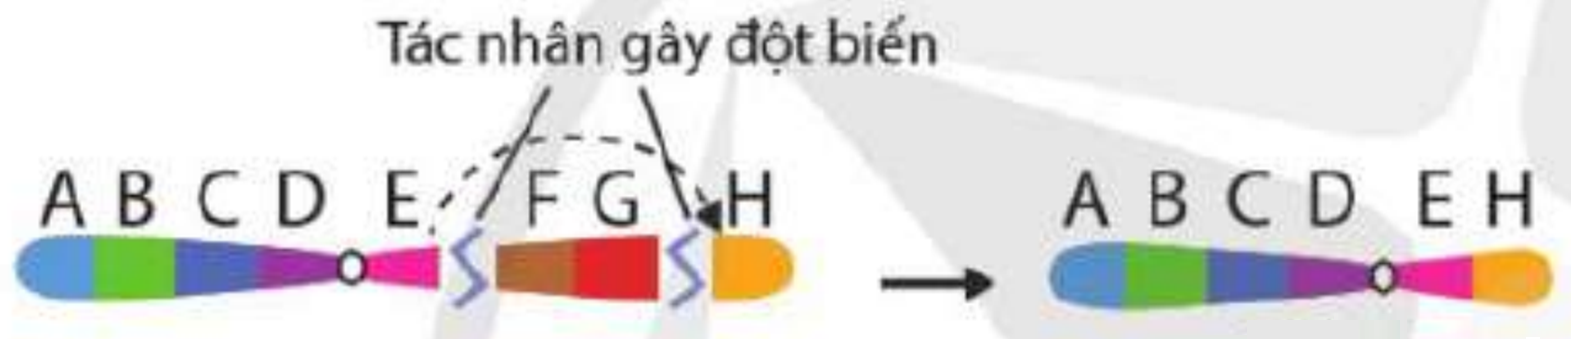 Tác nhân gây đột biến
A B C D E F G H A B C D E H